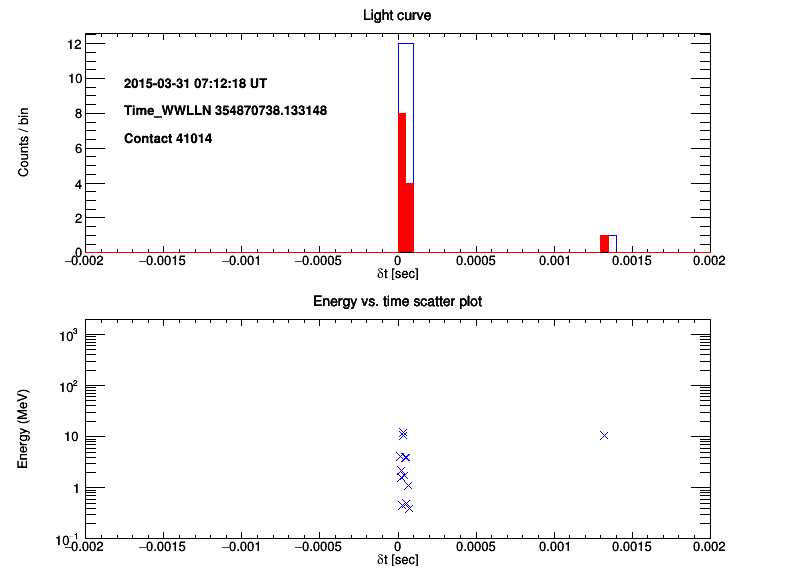 Light curve
12
10
8
6
4
2
0
Counts / bin
2015-03-31 07:12:18 UT
Time_WWLLN 354870738.133148
Contact 41014
−0.002 −0.0015 −0.001 −0.0005 0 0.0005 0.001 0.0015 0.002
δt [sec]
Energy vs. time scatter plot
10³
10²
10
1
10⁻¹
Energy (MeV)
−0.002 −0.0015 −0.001 −0.0005 0 0.0005 0.001 0.0015 0.002
δt [sec]